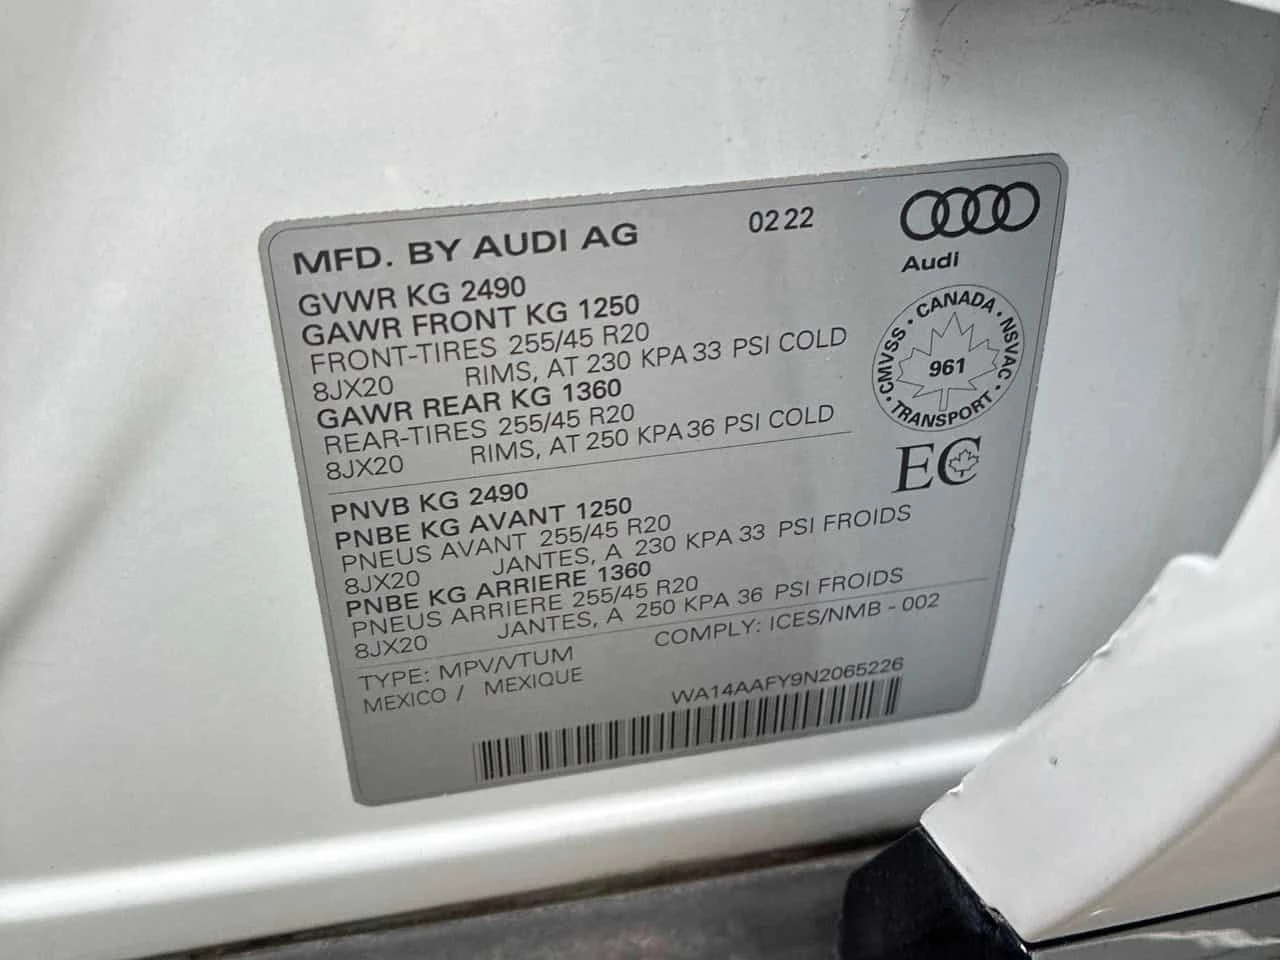 MFD. BY AUDI AG 02 22
Audi
GVWR KG 2490
GAWR FRONT KG 1250
FRONT-TIRES 255/45 R20
8JX20 RIMS, AT 230 KPA 33 PSI COLD
GAWR REAR KG 1360
REAR-TIRES 255/45 R20
8JX20 RIMS, AT 250 KPA 36 PSI COLD
CANADA · NSVAC · TRANSPORT · CMVSS ·
961
EC
PNVB KG 2490
PNBE KG AVANT 1250
PNEUS AVANT 255/45 R20
8JX20 JANTES, A 230 KPA 33 PSI FROIDS
PNBE KG ARRIERE 1360
PNEUS ARRIERE 255/45 R20
8JX20 JANTES, A 250 KPA 36 PSI FROIDS
TYPE: MPV/VTUM COMPLY: ICES/NMB - 002
MEXICO / MEXIQUE
WA14AAFY9N2065226